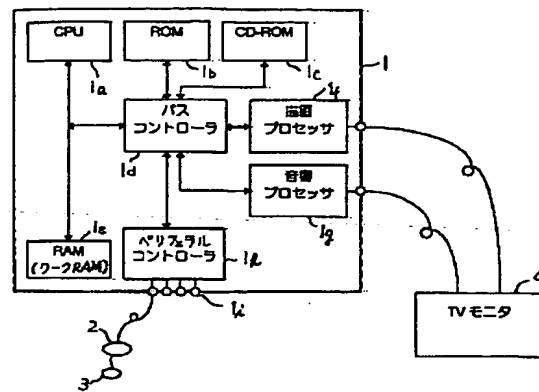 CPU
ROM
CD-ROM
1
1a
1b
1c
1f
バス
コントローラ
描画
プロセッサ
1d
音響
プロセッサ
1e
1g
RAM
(ワークRAM)
ペリフェラル
コントローラ
1h
1i
2
3
4
TVモニタ